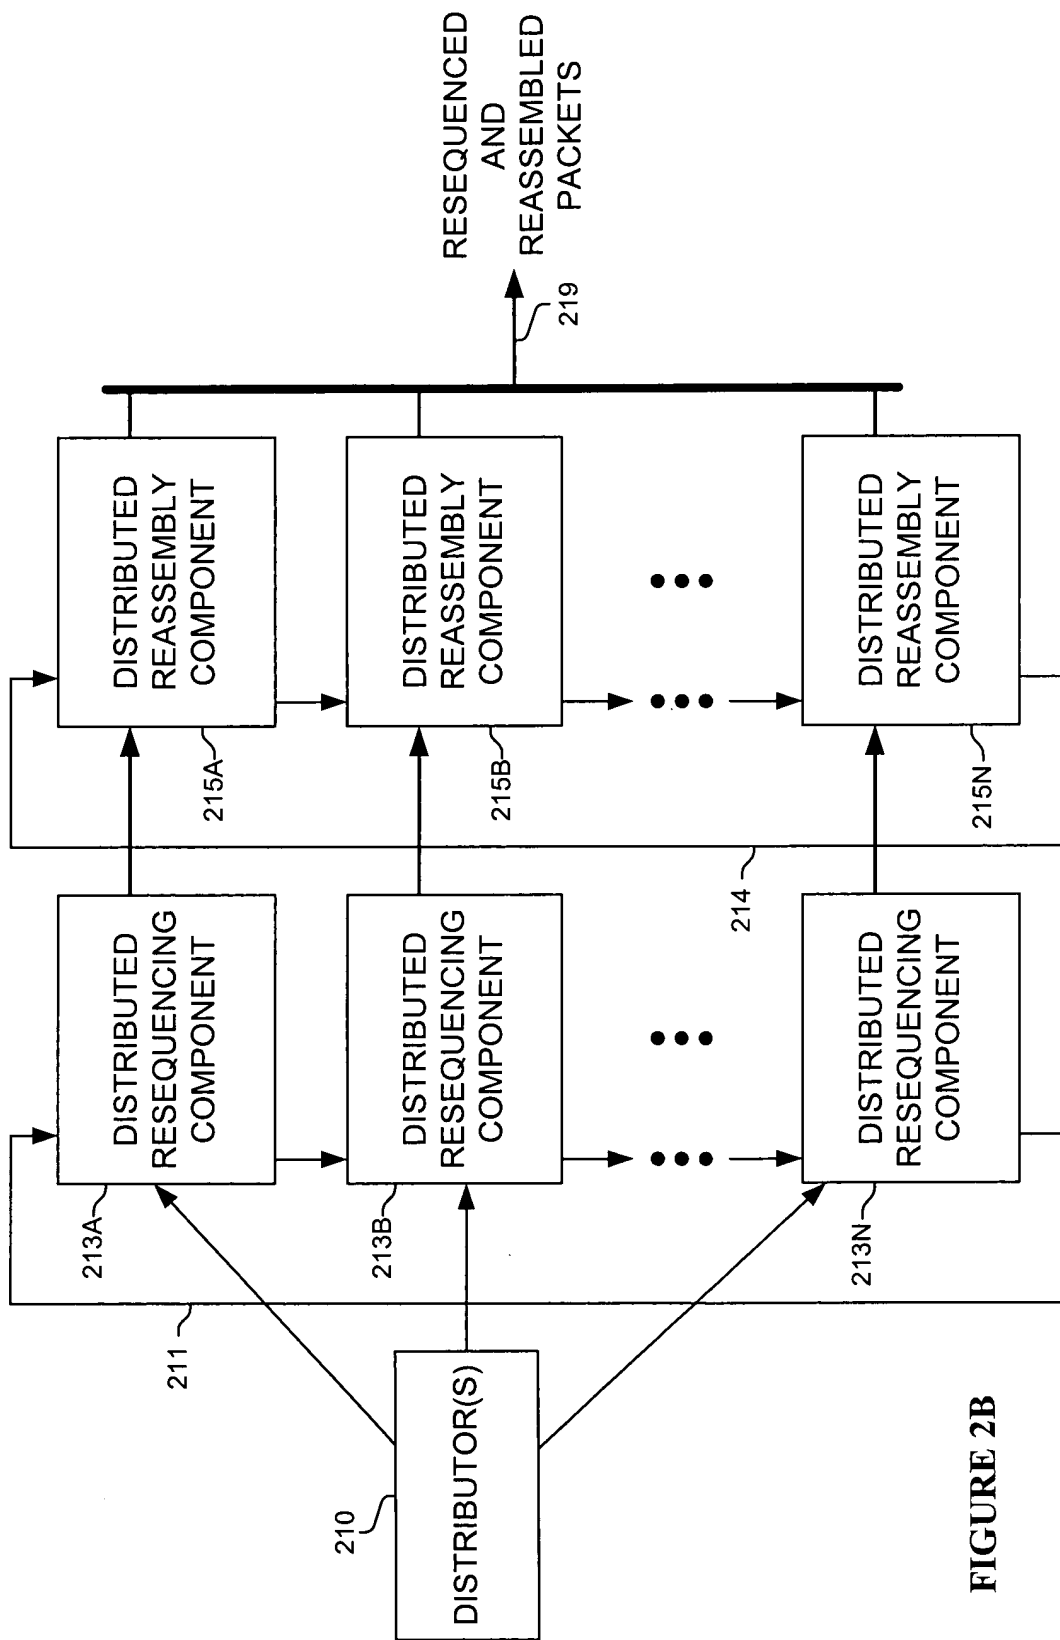 DISTRIBUTOR(S)
210
211
213A
DISTRIBUTED
RESEQUENCING
COMPONENT
213B
DISTRIBUTED
RESEQUENCING
COMPONENT
213N
DISTRIBUTED
RESEQUENCING
COMPONENT
214
215A
DISTRIBUTED
REASSEMBLY
COMPONENT
215B
DISTRIBUTED
REASSEMBLY
COMPONENT
215N
DISTRIBUTED
REASSEMBLY
COMPONENT
219
RESEQUENCED
AND
REASSEMBLED
PACKETS
FIGURE 2B